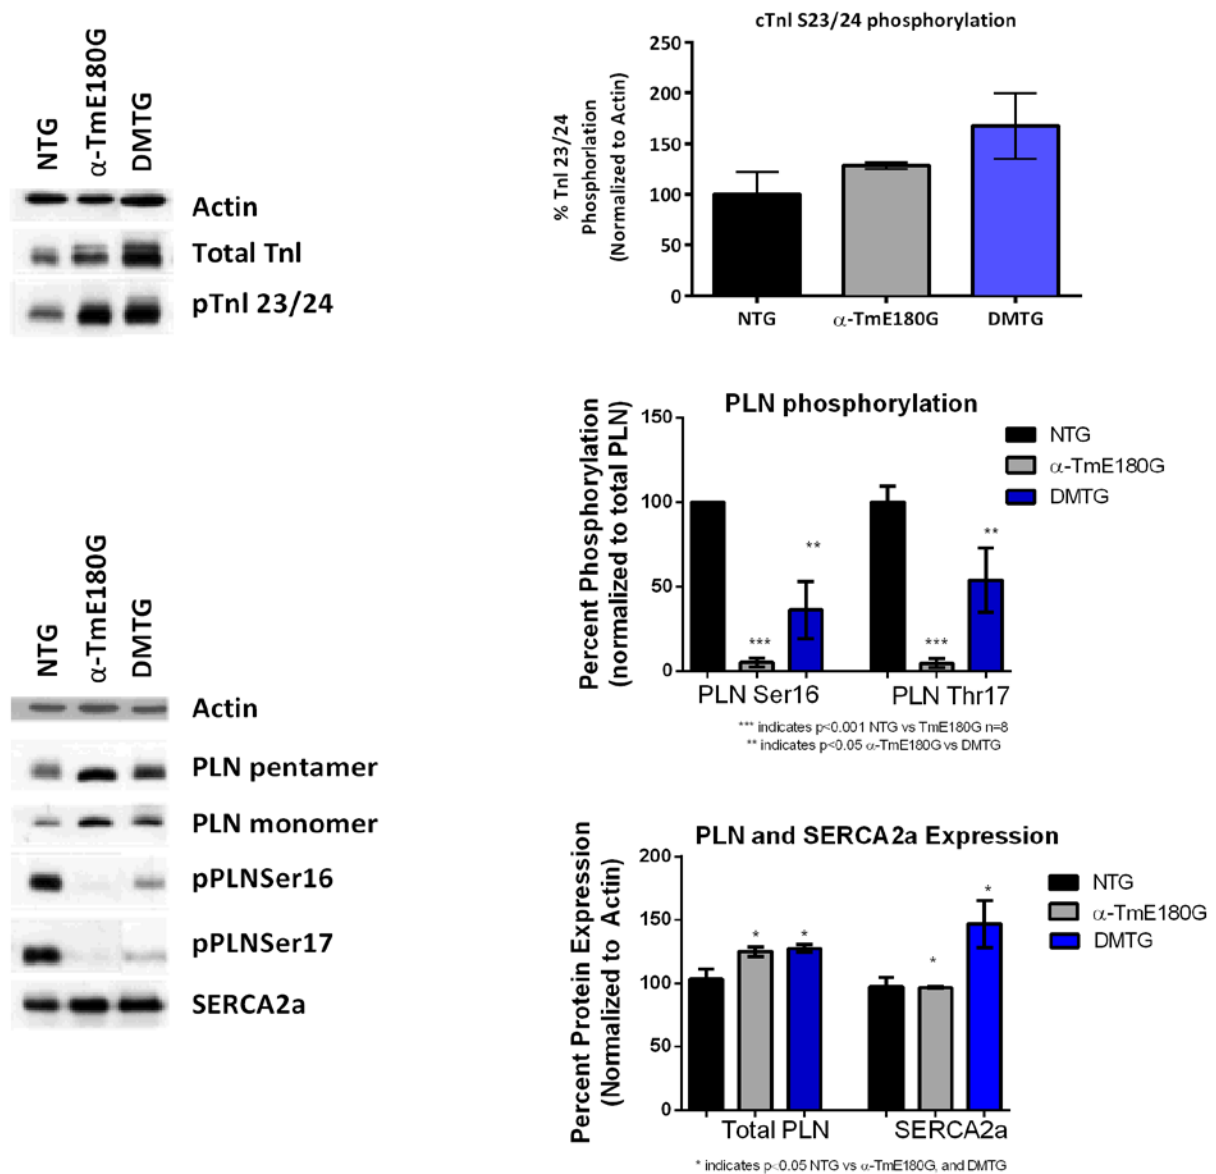 NTG
α-TmE180G
DMTG
Actin
Total TnI
pTnI 23/24
cTnI S23/24 phosphorylation
% TnI 23/24
Phosphorylation
(Normalized to Actin)
250
200
150
100
50
0
NTG
α-TmE180G
DMTG
NTG
α-TmE180G
DMTG
Actin
PLN pentamer
PLN monomer
pPLNSer16
pPLNSer17
SERCA2a
PLN phosphorylation
Percent Phosphorylation
(normalized to total PLN)
150
100
50
0
NTG
α-TmE180G
DMTG
***
**
***
**
PLN Ser16
PLN Thr17
*** indicates p<0.001 NTG vs TmE180G n=8
** indicates p<0.05 α-TmE180G vs DMTG
PLN and SERCA2a Expression
Percent Protein Expression
(Normalized to Actin)
200
150
100
50
0
NTG
α-TmE180G
DMTG
*
*
*
*
Total PLN
SERCA2a
* indicates p<0.05 NTG vs α-TmE180G, and DMTG